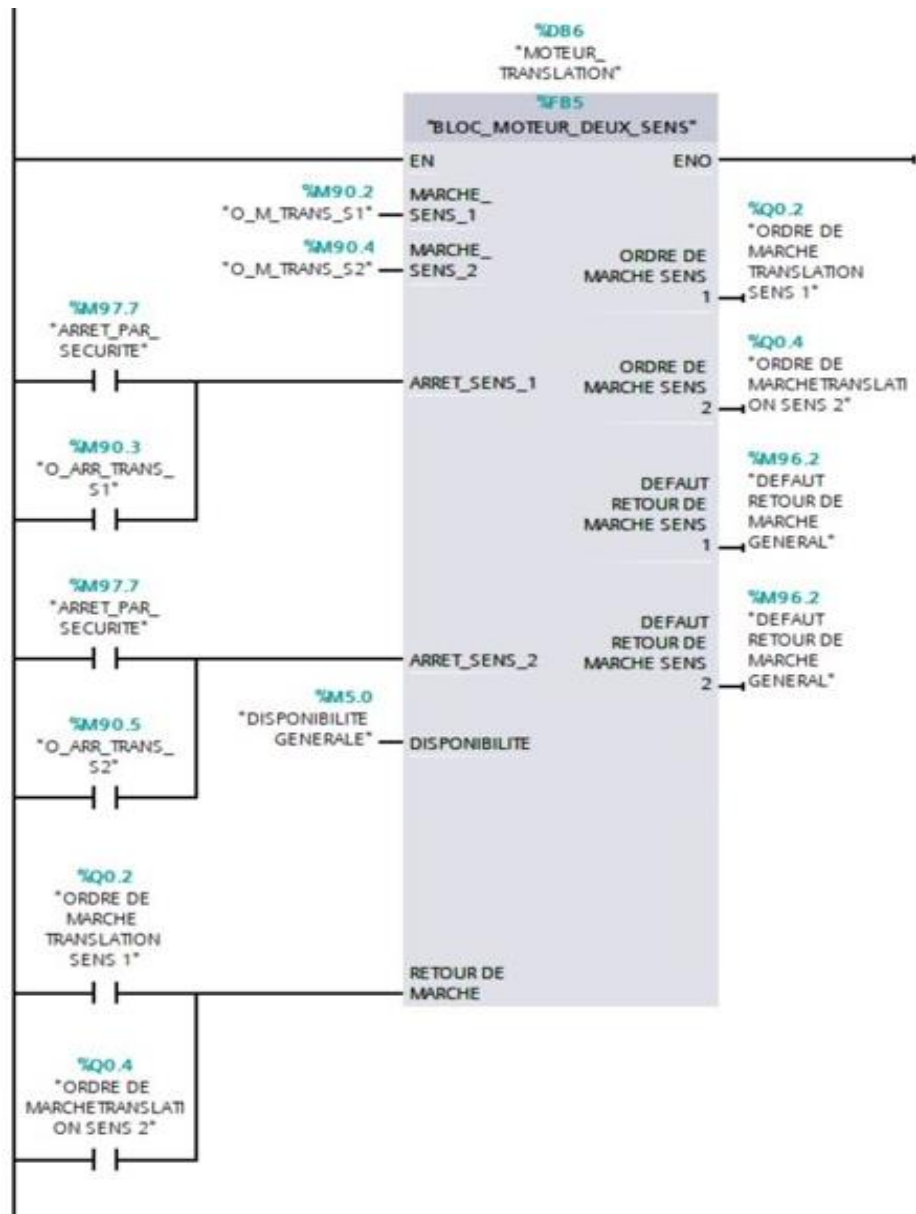 %DB6
"MOTEUR_
TRANSLATION"
%FB5
"BLOC_MOTEUR_DEUX_SENS"
EN
ENO
%M90.2
"O_M_TRANS_S1"
MARCHE_
SENS_1
%M90.4
"O_M_TRANS_S2"
MARCHE_
SENS_2
ORDRE DE
MARCHE SENS
1
%Q0.2
"ORDRE DE
MARCHE
TRANSLATION
SENS 1"
%M97.7
"ARRET_PAR_
SECURITE"
ARRET_SENS_1
ORDRE DE
MARCHE SENS
2
%Q0.4
"ORDRE DE
MARCHETRANSLATI
ON SENS 2"
%M90.3
"O_ARR_TRANS_
S1"
DEFAUT
RETOUR DE
MARCHE SENS
1
%M96.2
"DEFAUT
RETOUR DE
MARCHE
GENERAL"
%M97.7
"ARRET_PAR_
SECURITE"
ARRET_SENS_2
DEFAUT
RETOUR DE
MARCHE SENS
2
%M96.2
"DEFAUT
RETOUR DE
MARCHE
GENERAL"
%M90.5
"O_ARR_TRANS_
S2"
%M5.0
"DISPONIBILITE
GENERALE"
DISPONIBILITE
%Q0.2
"ORDRE DE
MARCHE
TRANSLATION
SENS 1"
RETOUR DE
MARCHE
%Q0.4
"ORDRE DE
MARCHETRANSLATI
ON SENS 2"